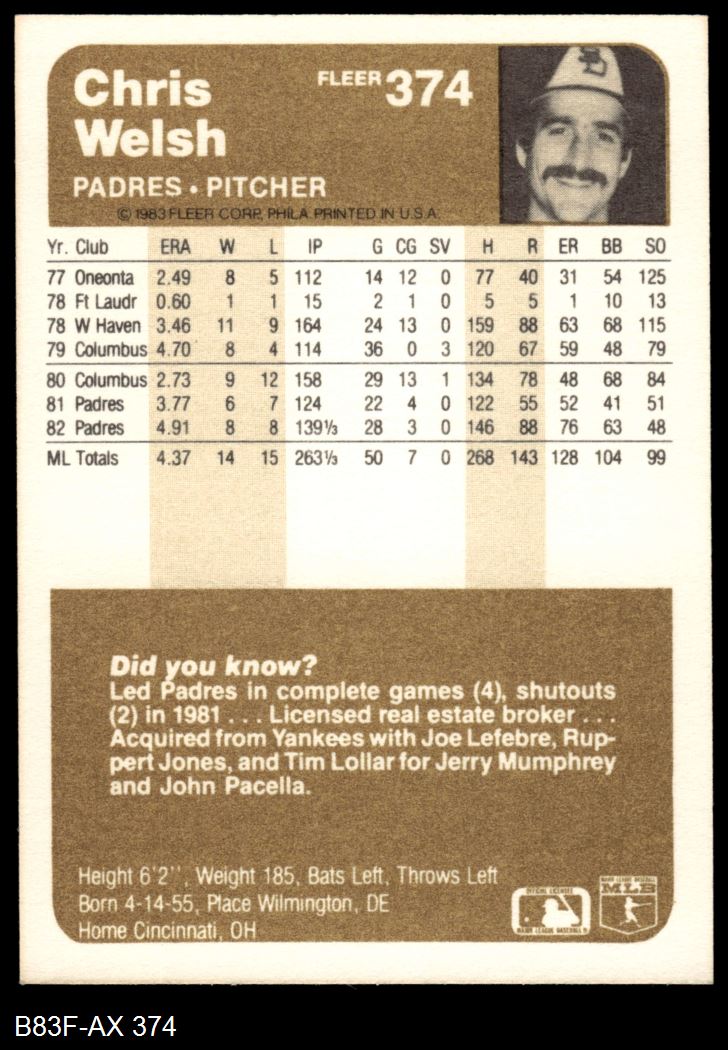 Chris
Welsh
FLEER 374
PADRES • PITCHER
© 1983 FLEER CORP., PHILA. PRINTED IN U.S.A.
Yr. Club ERA W L IP G CG SV H R ER BB SO
77 Oneonta 2.49 8 5 112 14 12 0 77 40 31 54 125
78 Ft Laudr 0.60 1 1 15 2 1 0 5 5 1 10 13
78 W Haven 3.46 11 9 164 24 13 0 159 88 63 68 115
79 Columbus 4.70 8 4 114 36 0 3 120 67 59 48 79
80 Columbus 2.73 9 12 158 29 13 1 134 78 48 68 84
81 Padres 3.77 6 7 124 22 4 0 122 55 52 41 51
82 Padres 4.91 8 8 139⅓ 28 3 0 146 88 76 63 48
ML Totals 4.37 14 15 263⅓ 50 7 0 268 143 128 104 99
Did you know?
Led Padres in complete games (4), shutouts
(2) in 1981 . . . Licensed real estate broker . . .
Acquired from Yankees with Joe Lefebre, Rup-
pert Jones, and Tim Lollar for Jerry Mumphrey
and John Pacella.
Height 6'2'', Weight 185, Bats Left, Throws Left
Born 4-14-55, Place Wilmington, DE
Home Cincinnati, OH
OFFICIAL LICENSEE
MAJOR LEAGUE BASEBALL
MAJOR LEAGUE BASEBALL
MLB
B83F-AX 374